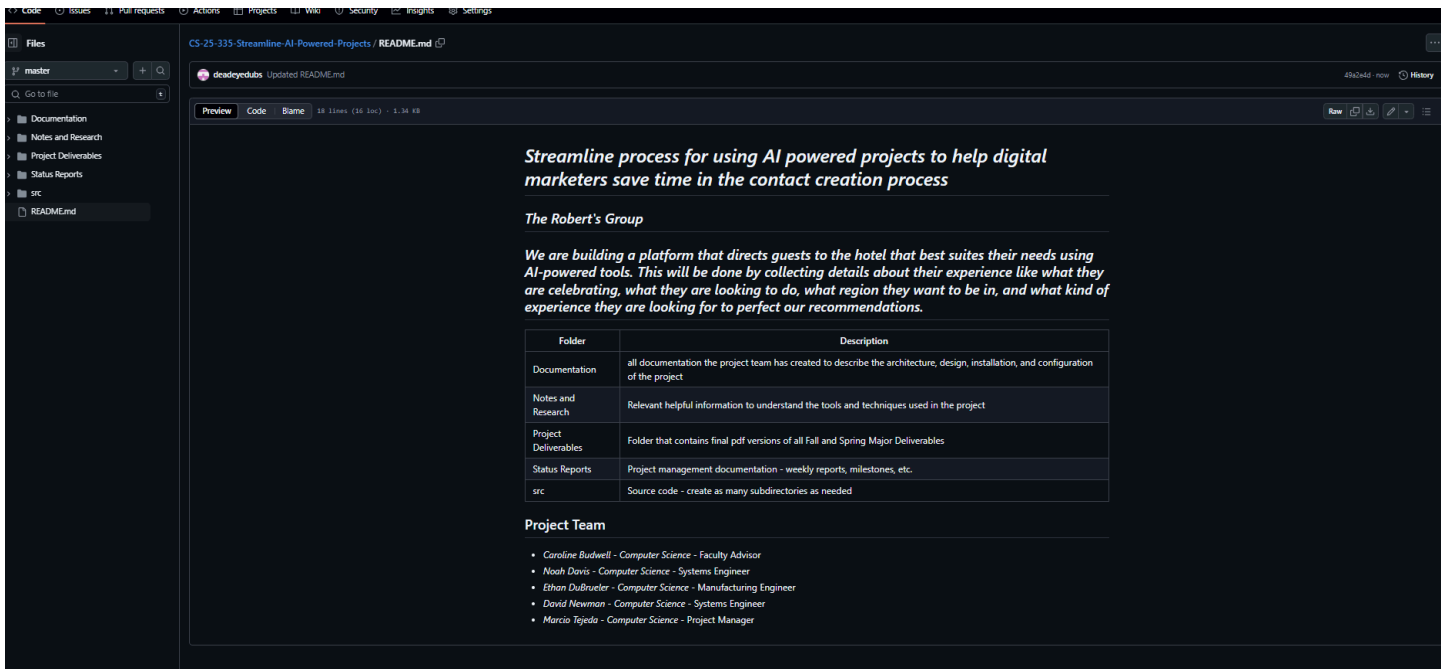 Code Issues Pull requests Actions Projects Wiki Security Insights Settings
Files
master
Go to file
t
Documentation
Notes and Research
Project Deliverables
Status Reports
src
README.md
CS-25-335-Streamline-AI-Powered-Projects / README.md
deadeyedubs Updated README.md
49a2e4d · now History
Preview Code Blame 18 lines (16 loc) · 1.34 KB
Raw
Streamline process for using AI powered projects to help digital
marketers save time in the contact creation process
The Robert's Group
We are building a platform that directs guests to the hotel that best suites their needs using
AI-powered tools. This will be done by collecting details about their experience like what they
are celebrating, what they are looking to do, what region they want to be in, and what kind of
experience they are looking for to perfect our recommendations.
Folder Description
Documentation all documentation the project team has created to describe the architecture, design, installation, and configuration
of the project
Notes and
Research Relevant helpful information to understand the tools and techniques used in the project
Project
Deliverables Folder that contains final pdf versions of all Fall and Spring Major Deliverables
Status Reports Project management documentation - weekly reports, milestones, etc.
src Source code - create as many subdirectories as needed
Project Team
• Caroline Budwell - Computer Science - Faculty Advisor
• Noah Davis - Computer Science - Systems Engineer
• Ethan DuBrueler - Computer Science - Manufacturing Engineer
• David Newman - Computer Science - Systems Engineer
• Marcio Tejeda - Computer Science - Project Manager